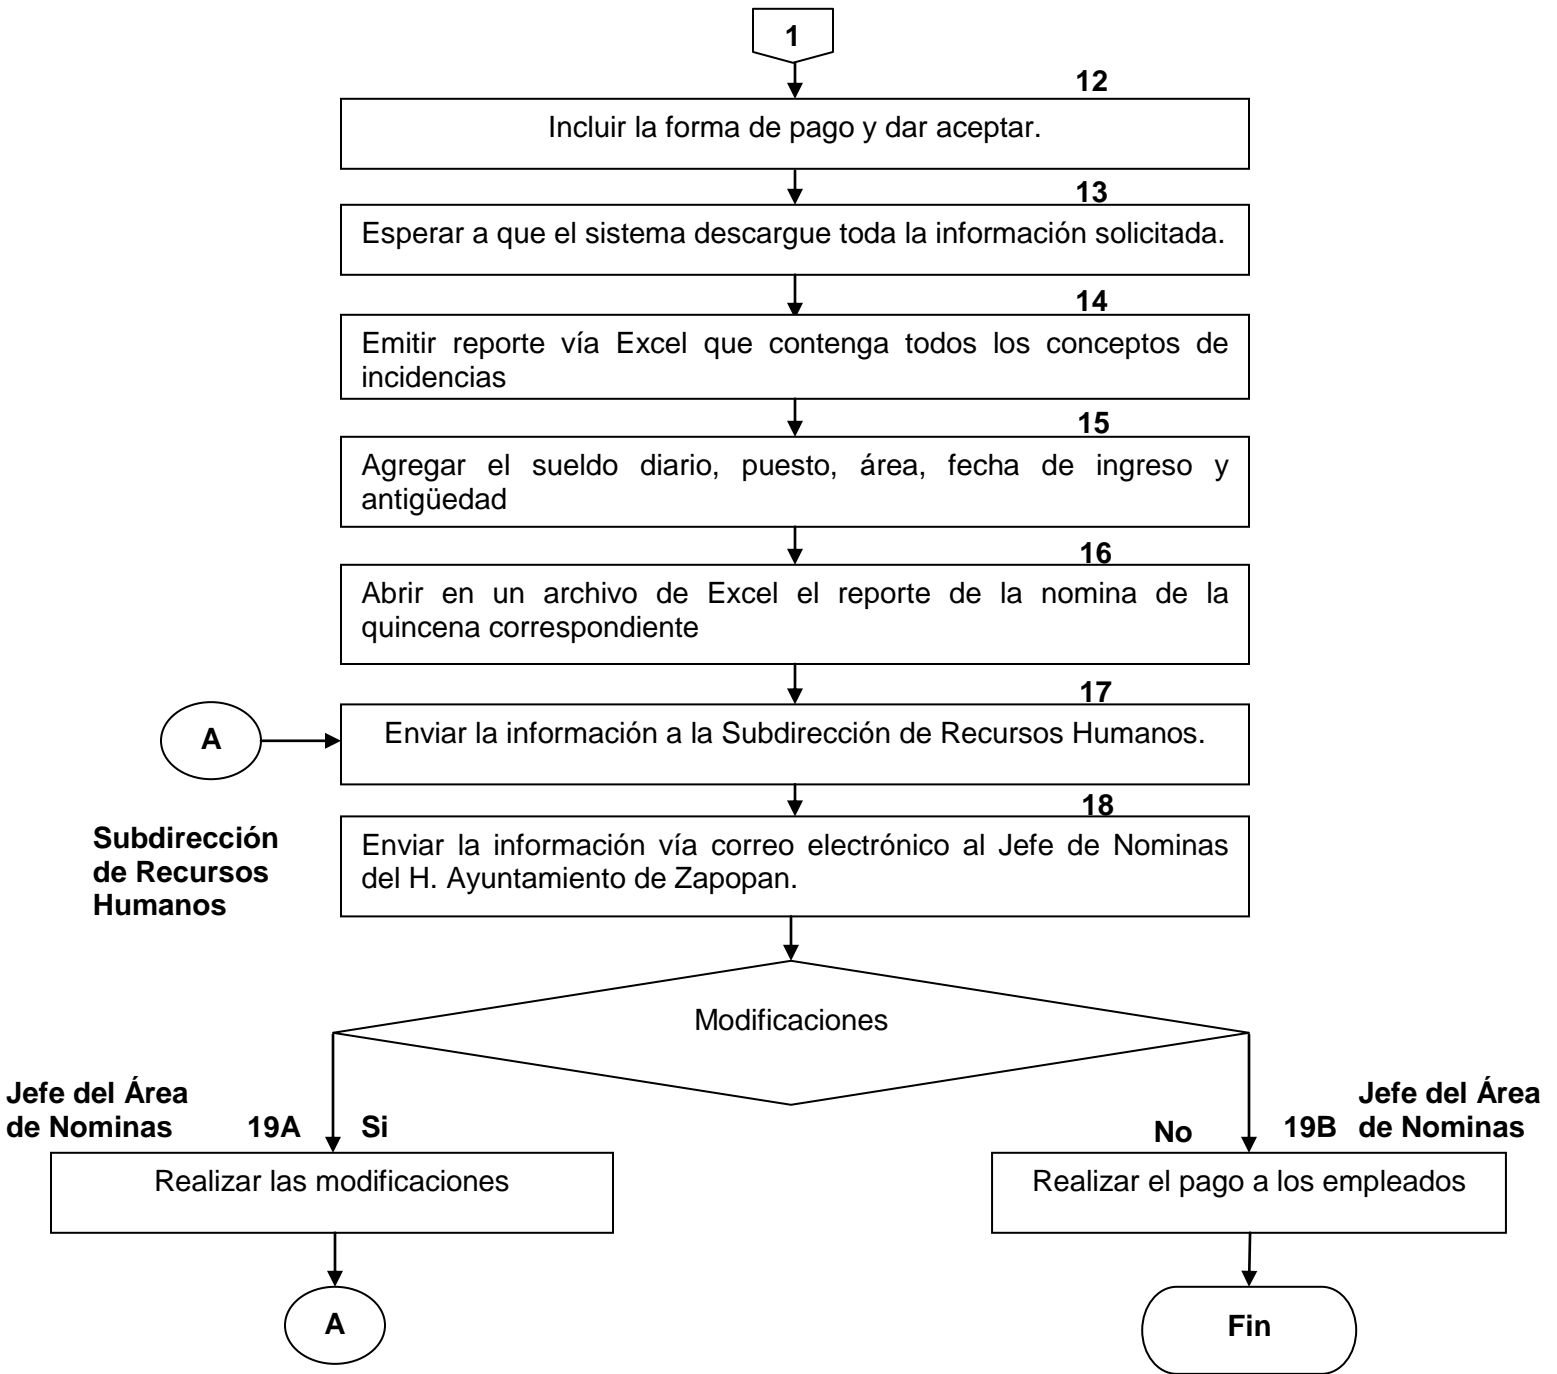 1
12
Incluir la forma de pago y dar aceptar.
13
Esperar a que el sistema descargue toda la información solicitada.
14
Emitir reporte vía Excel que contenga todos los conceptos de
incidencias
15
Agregar el sueldo diario, puesto, área, fecha de ingreso y
antigüedad
16
Abrir en un archivo de Excel el reporte de la nomina de la
quincena correspondiente
17
A
Enviar la información a la Subdirección de Recursos Humanos.
18
Subdirección
de Recursos
Humanos
Enviar la información vía correo electrónico al Jefe de Nominas
del H. Ayuntamiento de Zapopan.
Modificaciones
Jefe del Área
de Nominas
19A
Si
Realizar las modificaciones
A
No
19B
Jefe del Área
de Nominas
Realizar el pago a los empleados
Fin